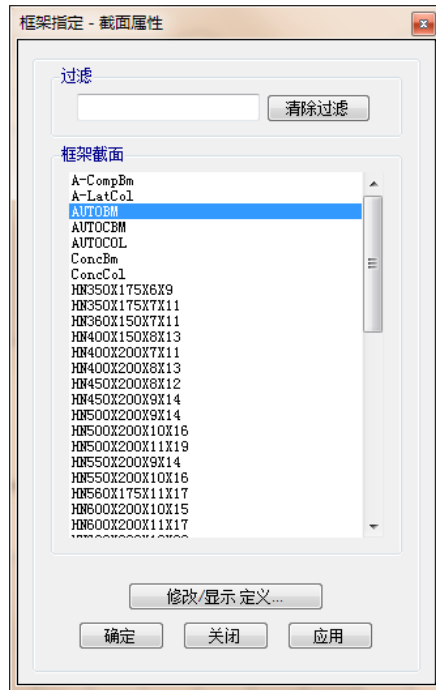 框架指定 - 截面属性
过滤
清除过滤
框架截面
A-CompBm
A-LatCol
AUTOBM
AUTOCBM
AUTOCOL
ConcBm
ConcCol
HN350X175X6X9
HN350X175X7X11
HN360X150X7X11
HN400X150X8X13
HN400X200X7X11
HN400X200X8X13
HN450X200X8X12
HN450X200X9X14
HN500X200X9X14
HN500X200X10X16
HN500X200X11X19
HN550X200X9X14
HN550X200X10X16
HN560X175X11X17
HN600X200X10X15
HN600X200X11X17
修改/显示 定义...
确定 关闭 应用